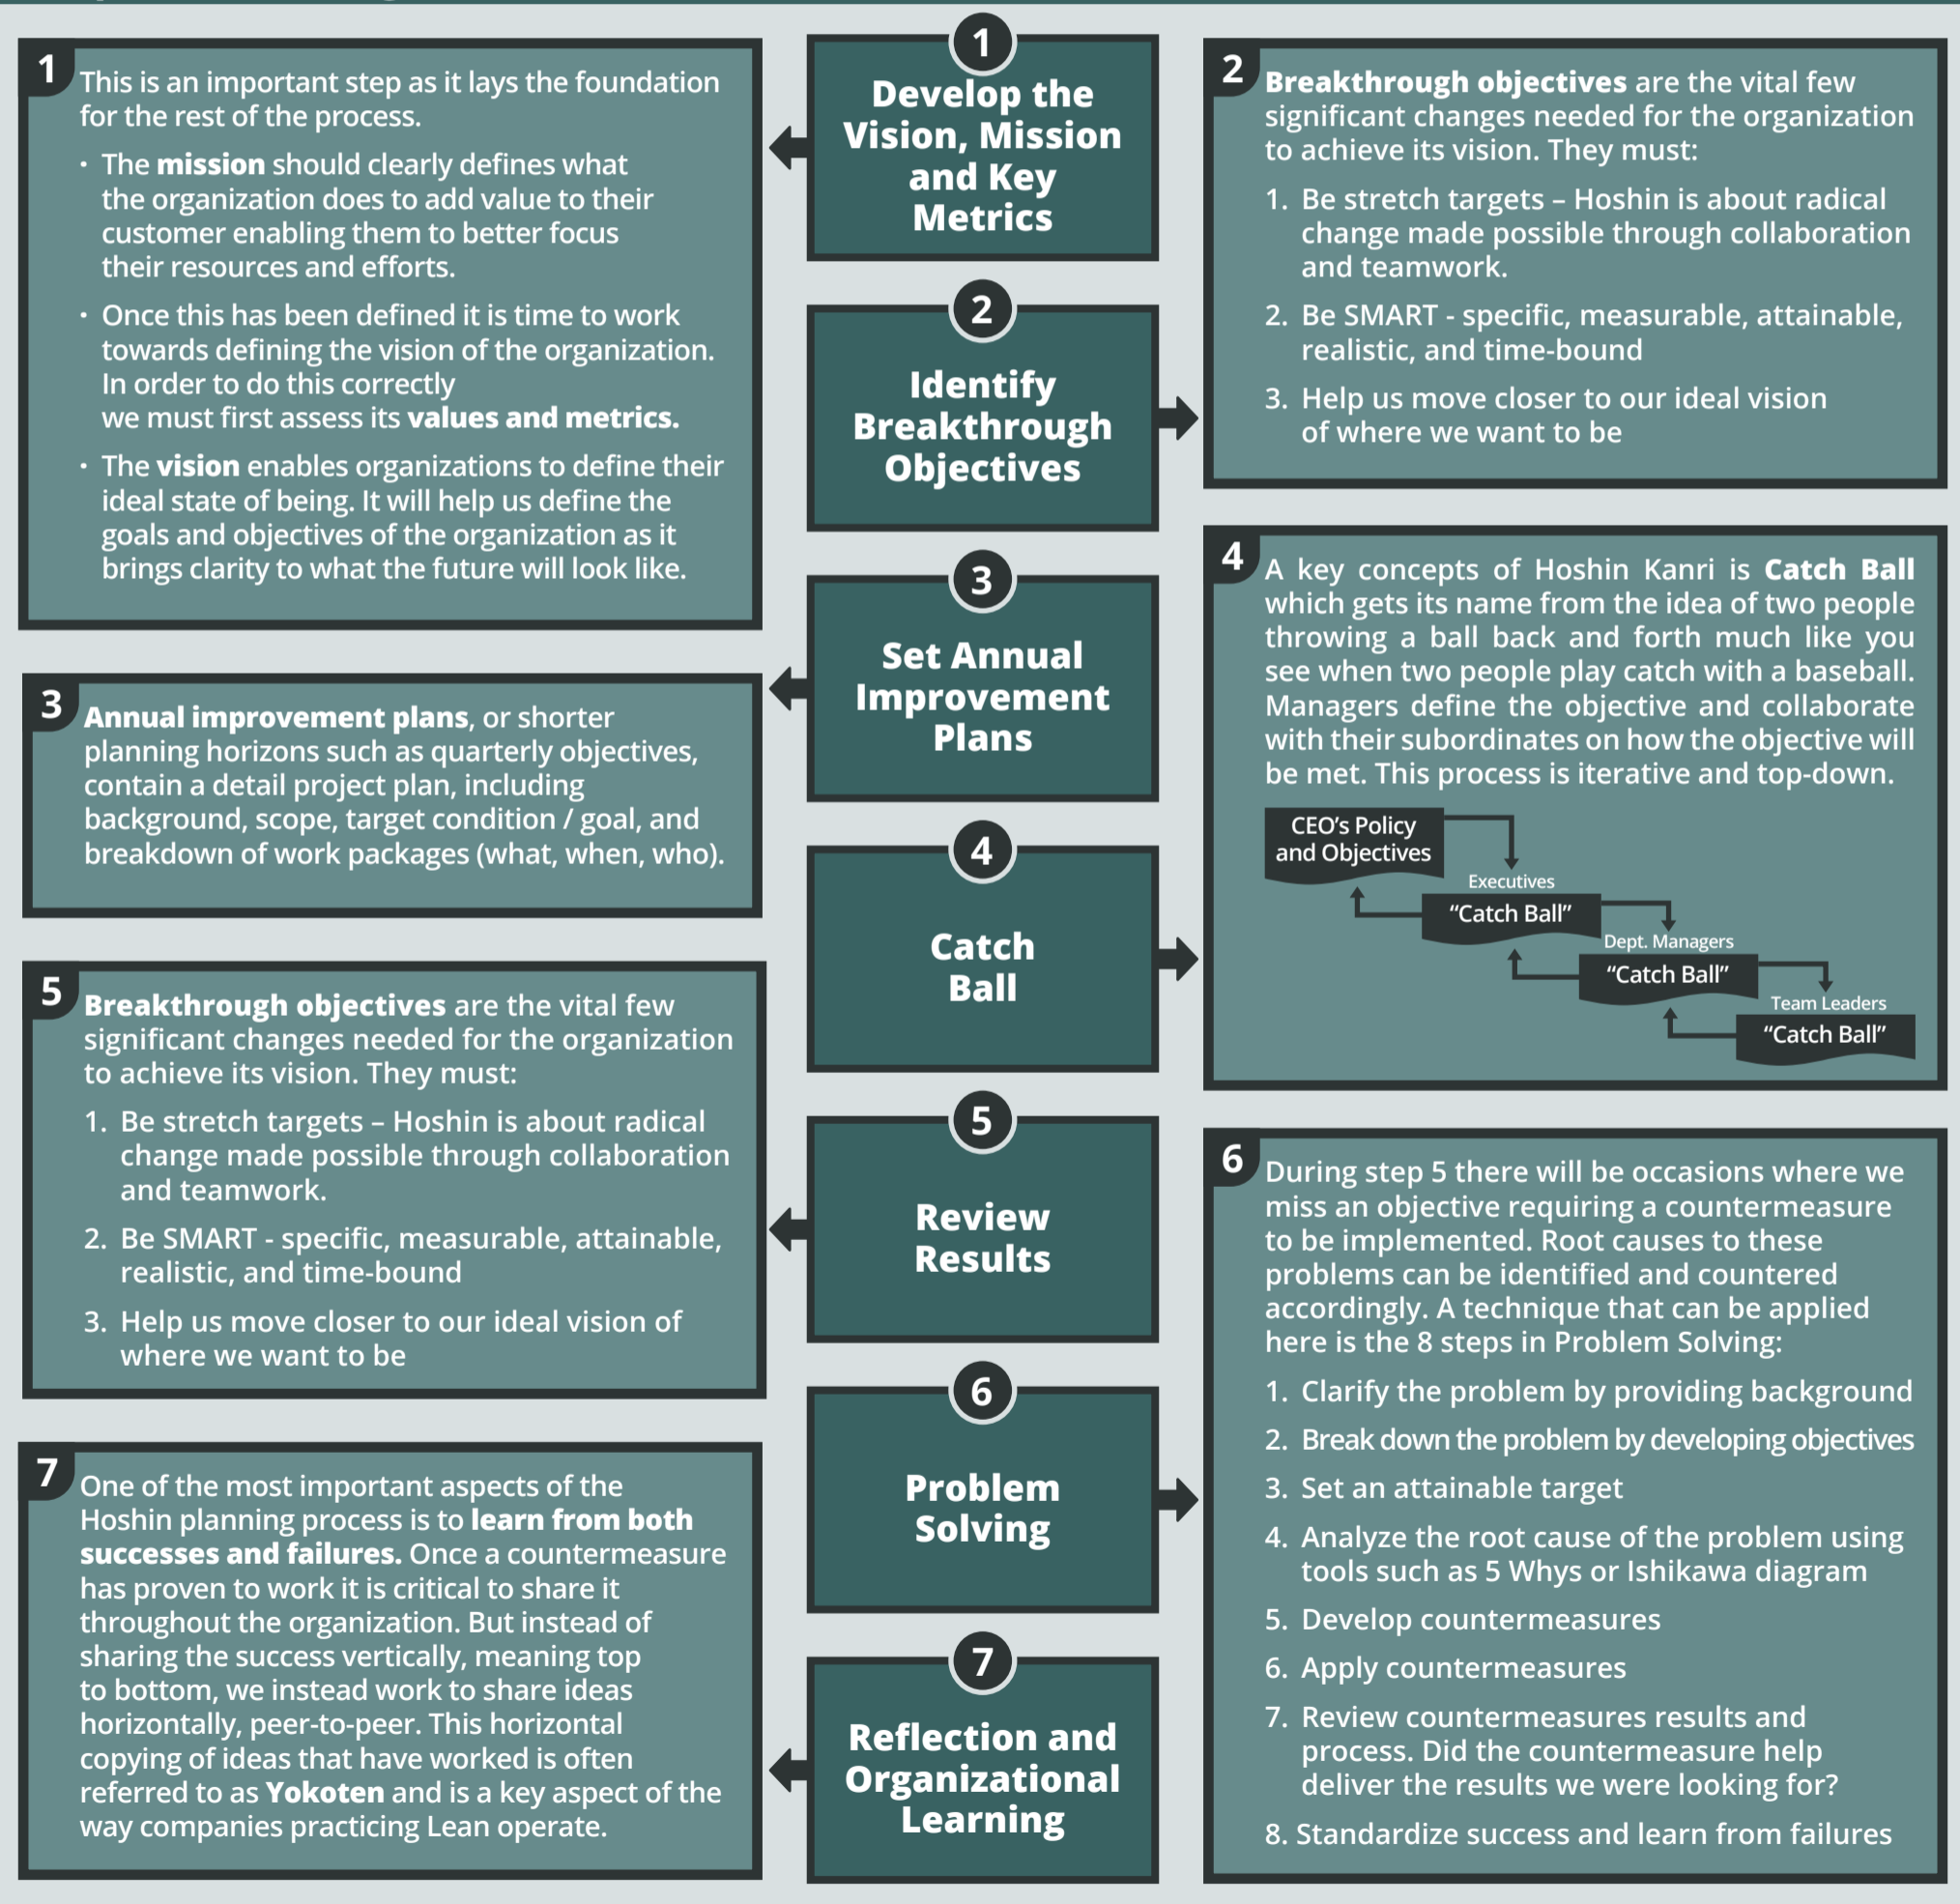 1
Develop the
Vision, Mission
and Key
Metrics
1
This is an important step as it lays the foundation
for the rest of the process.
· The mission should clearly defines what
the organization does to add value to their
customer enabling them to better focus
their resources and efforts.
· Once this has been defined it is time to work
towards defining the vision of the organization.
In order to do this correctly
we must first assess its values and metrics.
· The vision enables organizations to define their
ideal state of being. It will help us define the
goals and objectives of the organization as it
brings clarity to what the future will look like.
2
Identify
Breakthrough
Objectives
2
Breakthrough objectives are the vital few
significant changes needed for the organization
to achieve its vision. They must:
1. Be stretch targets – Hoshin is about radical
change made possible through collaboration
and teamwork.
2. Be SMART - specific, measurable, attainable,
realistic, and time-bound
3. Help us move closer to our ideal vision
of where we want to be
3
Set Annual
Improvement
Plans
3
Annual improvement plans, or shorter
planning horizons such as quarterly objectives,
contain a detail project plan, including
background, scope, target condition / goal, and
breakdown of work packages (what, when, who).
4
Catch
Ball
4
A key concepts of Hoshin Kanri is Catch Ball
which gets its name from the idea of two people
throwing a ball back and forth much like you
see when two people play catch with a baseball.
Managers define the objective and collaborate
with their subordinates on how the objective will
be met. This process is iterative and top-down.
CEO's Policy
and Objectives
Executives
“Catch Ball”
Dept. Managers
“Catch Ball”
Team Leaders
“Catch Ball”
5
Review
Results
5
Breakthrough objectives are the vital few
significant changes needed for the organization
to achieve its vision. They must:
1. Be stretch targets – Hoshin is about radical
change made possible through collaboration
and teamwork.
2. Be SMART - specific, measurable, attainable,
realistic, and time-bound
3. Help us move closer to our ideal vision of
where we want to be
6
Problem
Solving
6
During step 5 there will be occasions where we
miss an objective requiring a countermeasure
to be implemented. Root causes to these
problems can be identified and countered
accordingly. A technique that can be applied
here is the 8 steps in Problem Solving:
1. Clarify the problem by providing background
2. Break down the problem by developing objectives
3. Set an attainable target
4. Analyze the root cause of the problem using
tools such as 5 Whys or Ishikawa diagram
5. Develop countermeasures
6. Apply countermeasures
7. Review countermeasures results and
process. Did the countermeasure help
deliver the results we were looking for?
8. Standardize success and learn from failures
7
Reflection and
Organizational
Learning
7
One of the most important aspects of the
Hoshin planning process is to learn from both
successes and failures. Once a countermeasure
has proven to work it is critical to share it
throughout the organization. But instead of
sharing the success vertically, meaning top
to bottom, we instead work to share ideas
horizontally, peer-to-peer. This horizontal
copying of ideas that have worked is often
referred to as Yokoten and is a key aspect of the
way companies practicing Lean operate.